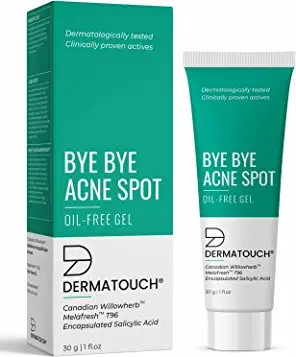 Dermatologically tested
Clinically proven actives
BYE BYE
ACNE SPOT
OIL-FREE GEL
DERMATOUCH®
Canadian Willowherb™
Melafresh™ T96
Encapsulated Salicylic Acid
30 g | 1 fl.oz
Dermatologically tested
Clinically proven actives
BYE BYE
ACNE SPOT
OIL-FREE GEL
DERMATOUCH®
Canadian Willowherb™
Melafresh™ T96
Encapsulated Salicylic Acid
30 g | 1 fl.oz